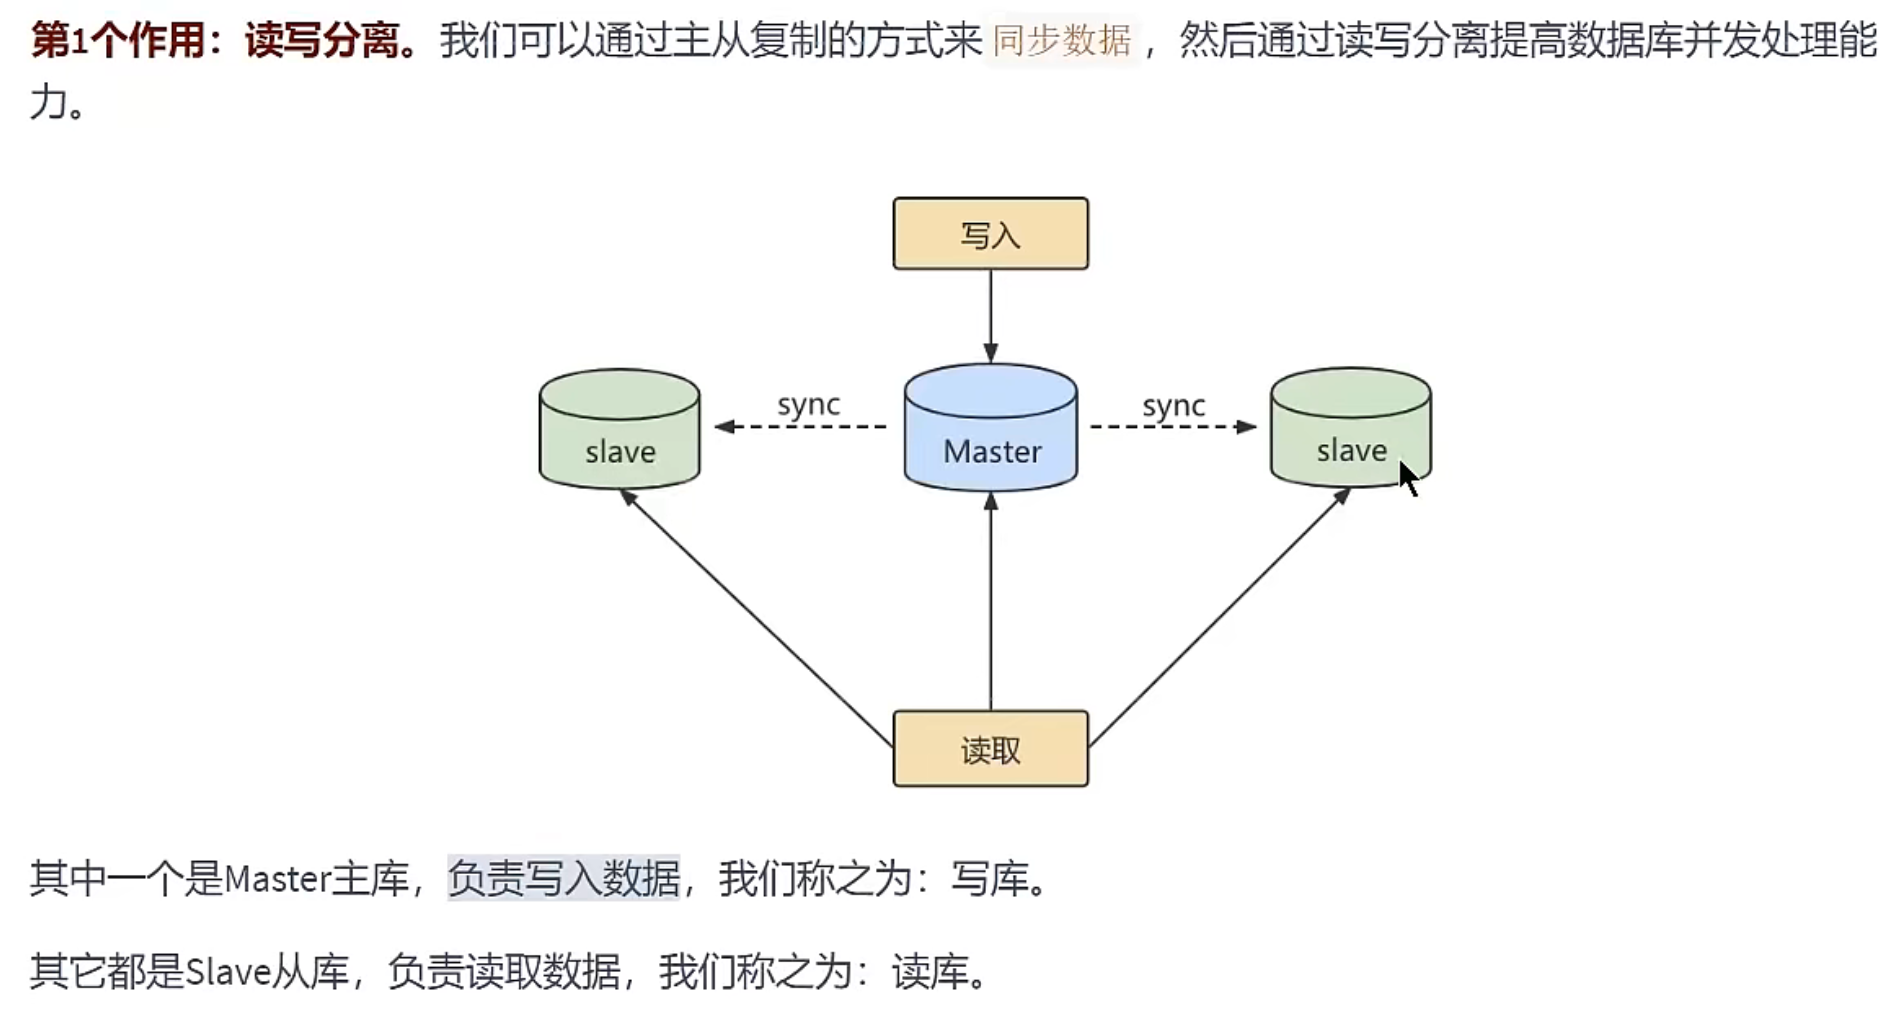 第1个作用：读写分离。我们可以通过主从复制的方式来 同步数据 ，然后通过读写分离提高数据库并发处理能
力。
写入
sync
sync
slave
Master
slave
读取
其中一个是Master主库，负责写入数据，我们称之为：写库。
其它都是Slave从库，负责读取数据，我们称之为：读库。